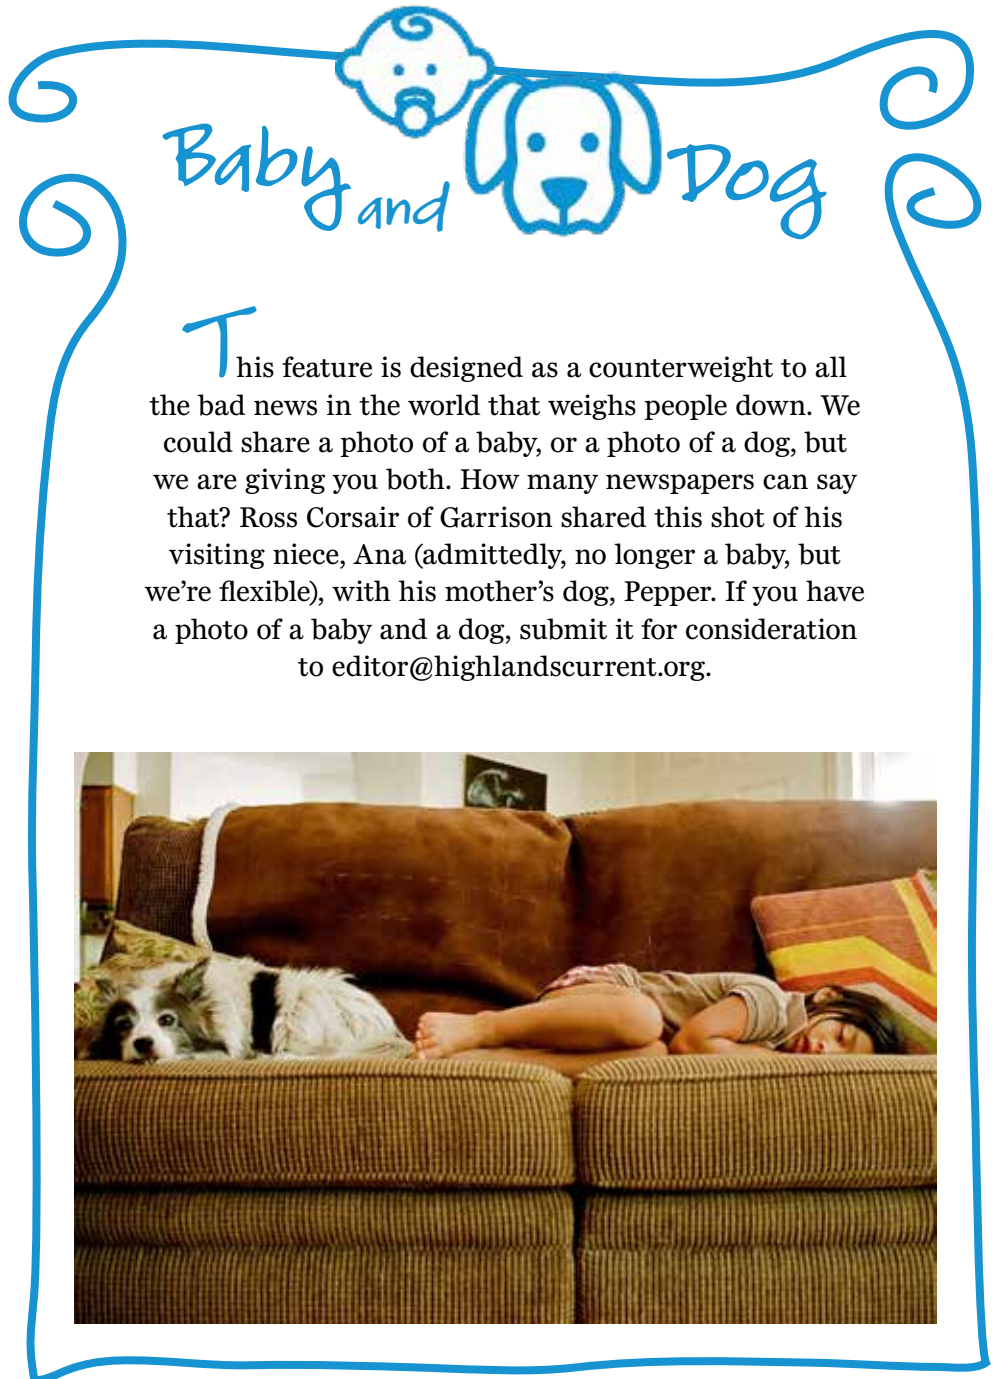 Baby and Dog
This feature is designed as a counterweight to all
the bad news in the world that weighs people down. We
could share a photo of a baby, or a photo of a dog, but
we are giving you both. How many newspapers can say
that? Ross Corsair of Garrison shared this shot of his
visiting niece, Ana (admittedly, no longer a baby, but
we’re flexible), with his mother’s dog, Pepper. If you have
a photo of a baby and a dog, submit it for consideration
to editor@highlandscurrent.org.